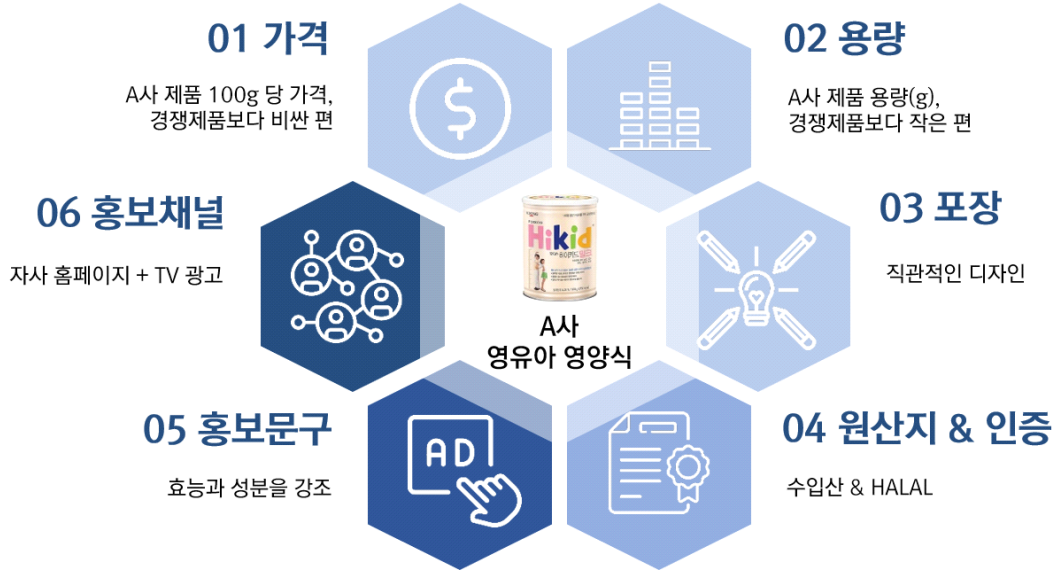 01 가격
A사 제품 100g 당 가격,
경쟁제품보다 비싼 편
$
02 용량
A사 제품 용량(g),
경쟁제품보다 작은 편
06 홍보채널
자사 홈페이지 + TV 광고
Hikid
A사
영유아 영양식
03 포장
직관적인 디자인
05 홍보문구
효능과 성분을 강조
AD
04 원산지 & 인증
수입산 & HALAL